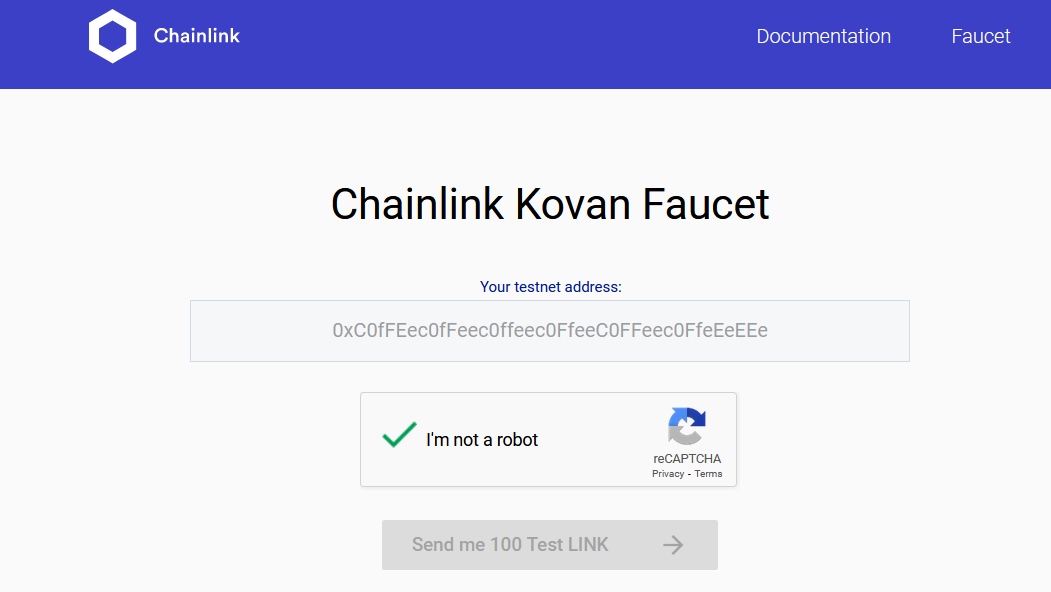 Chainlink
Documentation
Faucet
Chainlink Kovan Faucet
Your testnet address:
0xC0fFEec0fFeec0ffeec0FfeeC0FFeec0FfeEeEEe
I'm not a robot
reCAPTCHA
Privacy - Terms
Send me 100 Test LINK